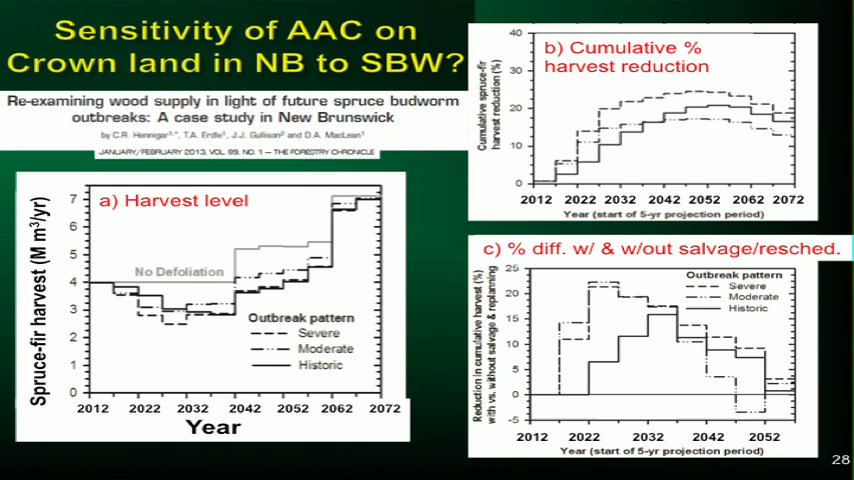 Sensitivity of AAC on
Crown land in NB to SBW?
Re-examining wood supply in light of future spruce budworm
outbreaks: A case study in New Brunswick
by C.R. Hennigar¹,*, T.A. Erdle¹, J.J. Gullison² and D.A. MacLean¹
JANUARY/FEBRUARY 2013, VOL. 89, NO. 1 — THE FORESTRY CHRONICLE
a) Harvest level
Spruce-fir harvest (M m³/yr)
7
6
5
4
3
2
1
0
No Defoliation
Outbreak pattern
Severe
Moderate
Historic
2012 2022 2032 2042 2052 2062 2072
Year
b) Cumulative %
harvest reduction
Cumulative spruce-fir
harvest reduction (%)
40
30
20
10
0
2012 2022 2032 2042 2052 2062 2072
Year (start of 5-yr projection period)
c) % diff. w/ & w/out salvage/resched.
Reduction in cumulative harvest (%)
with vs. without salvage & replanning
25
20
15
10
5
0
-5
Outbreak pattern
Severe
Moderate
Historic
2012 2022 2032 2042 2052
Year (start of 5-yr projection period)
28